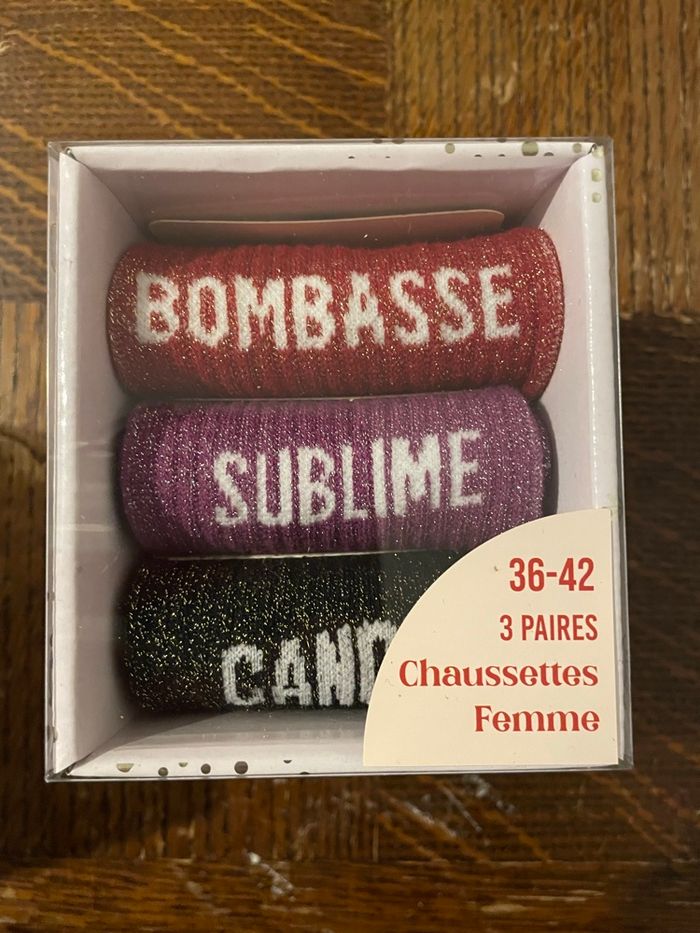 BOMBASSE
SUBLIME
36-42
3 PAIRES
Chaussettes
Femme